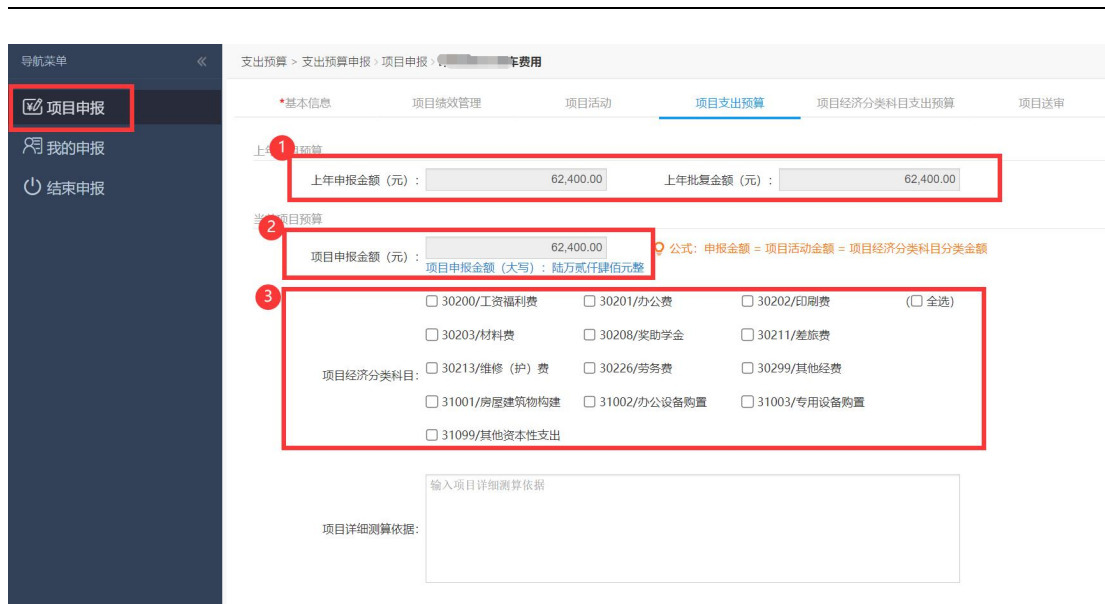 导航菜单 «
支出预算 > 支出预算申报 > 项目申报 > 车费用
项目申报
我的申报
结束申报
*基本信息 项目绩效管理 项目活动 项目支出预算 项目经济分类科目支出预算 项目送审
1
上年 预算
上年申报金额（元）: 62,400.00 上年批复金额（元）: 62,400.00
2
项目预算
项目申报金额（元）: 62,400.00 公式：申报金额 = 项目活动金额 = 项目经济分类科目分类金额
项目申报金额（大写）: 陆万贰仟肆佰元整
3
30200/工资福利费 30201/办公费 30202/印刷费 (全选)
30203/材料费 30208/奖助学金 30211/差旅费
项目经济分类科目: 30213/维修（护）费 30226/劳务费 30299/其他经费
31001/房屋建筑物构建 31002/办公设备购置 31003/专用设备购置
31099/其他资本性支出
输入项目详细测算依据
项目详细测算依据: